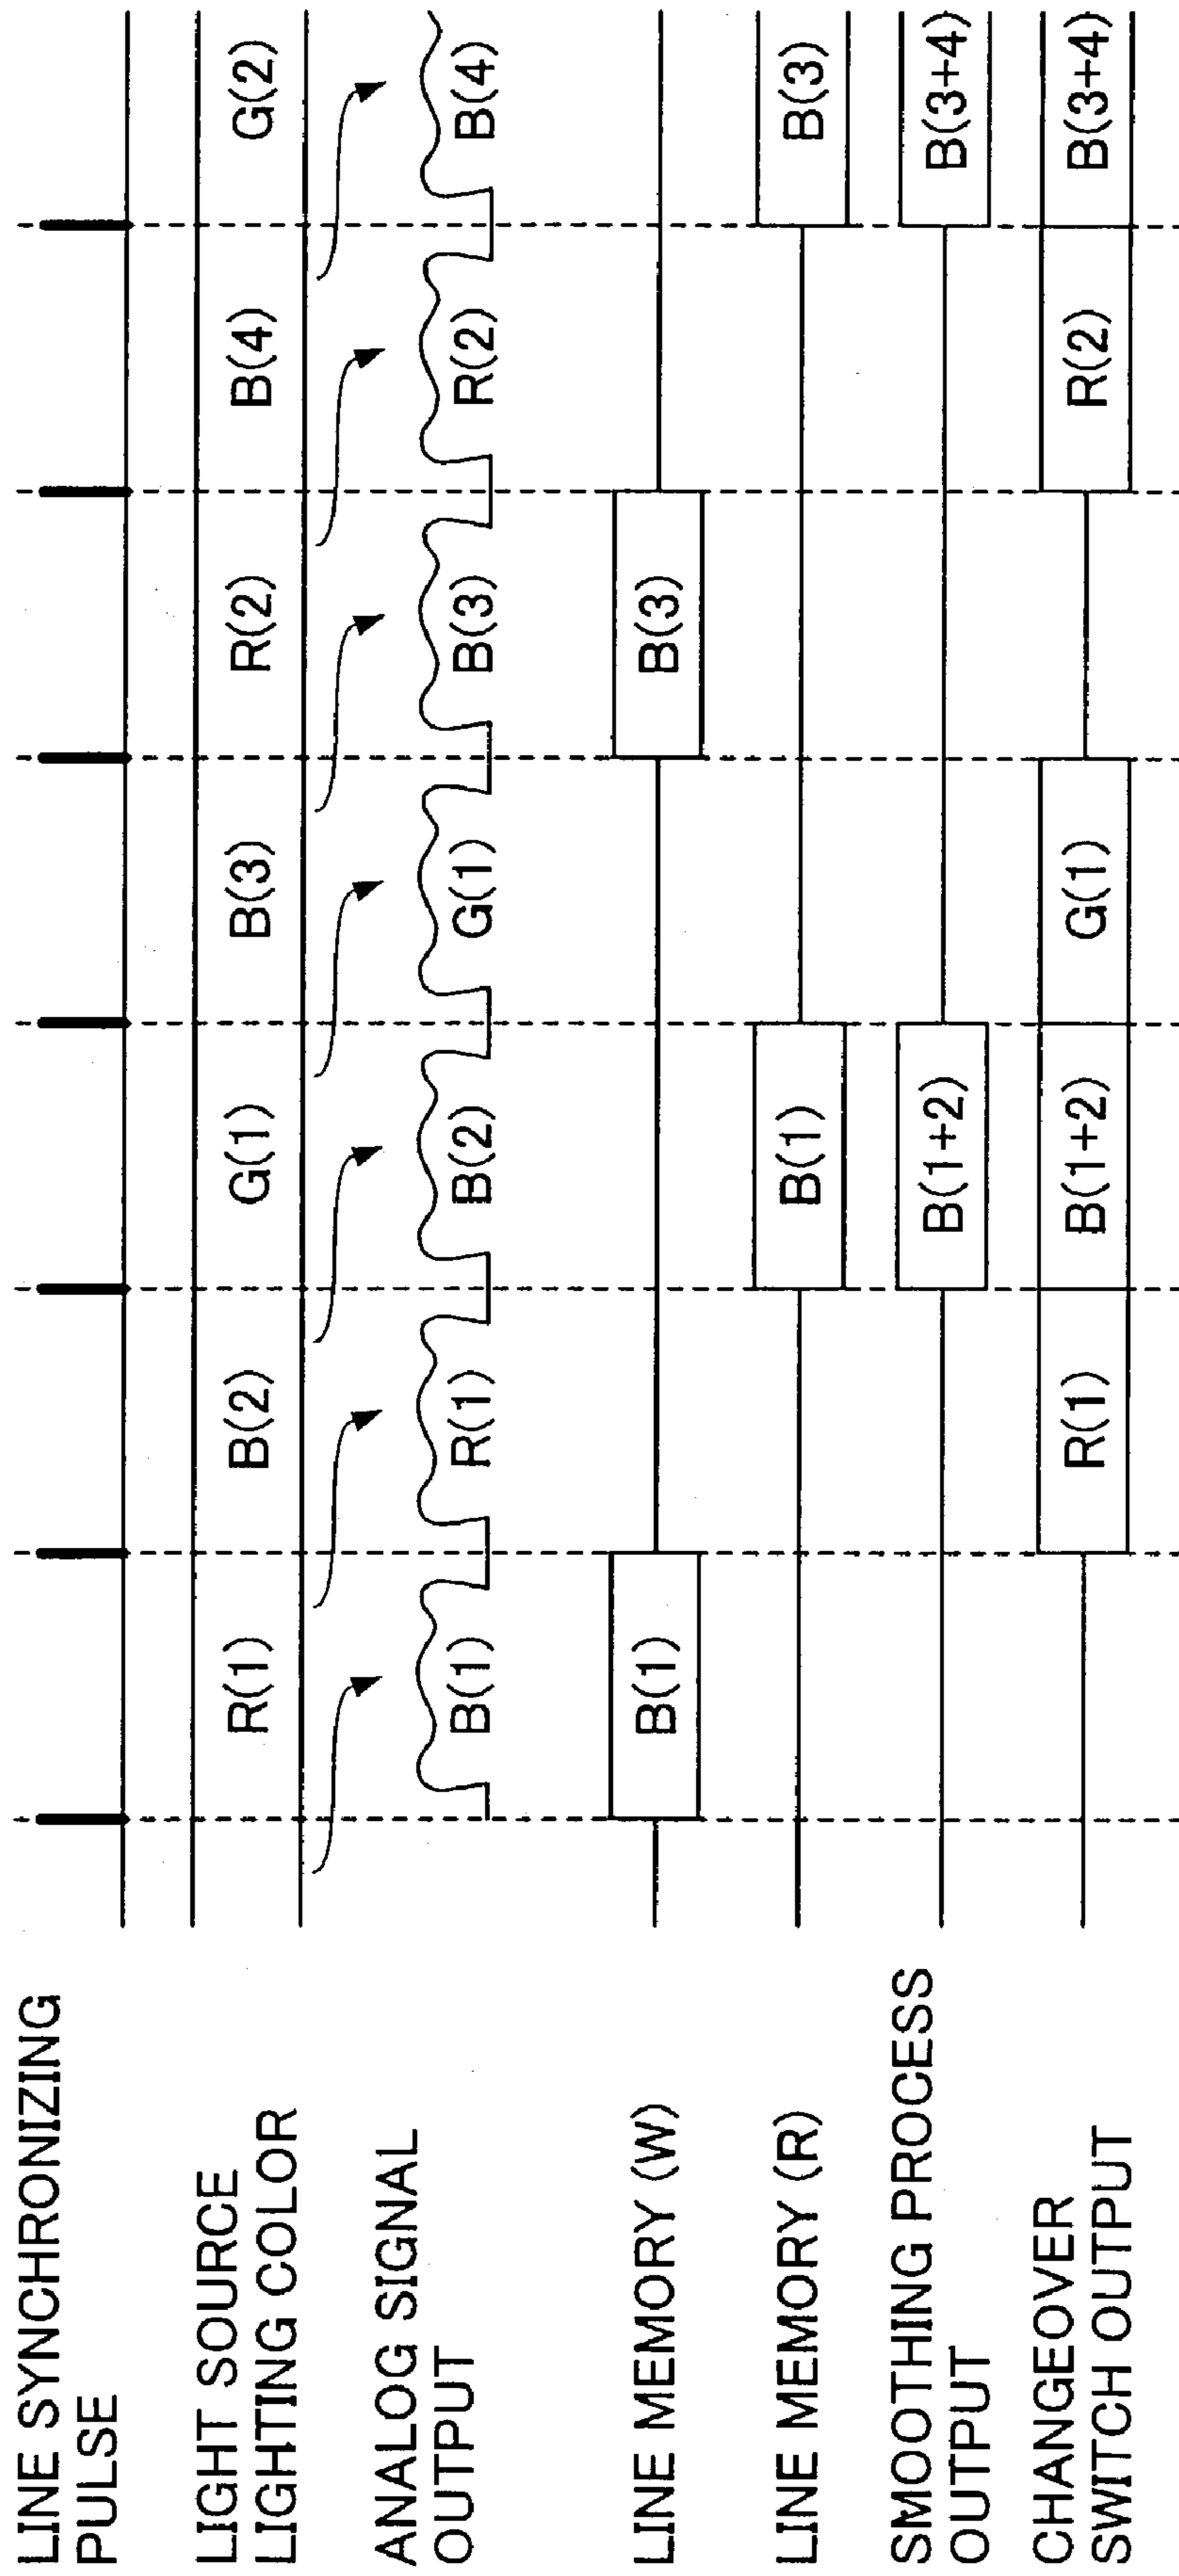 LINE SYNCHRONIZING
PULSE
LIGHT SOURCE
LIGHTING COLOR
R(1) B(2) G(1) B(3) R(2) B(4) G(2)
ANALOG SIGNAL
OUTPUT
B(1) R(1) B(2) G(1) B(3) R(2) B(4)
LINE MEMORY (W)
B(1) B(3)
LINE MEMORY (R)
B(1) B(3)
SMOOTHING PROCESS
OUTPUT
B(1+2) B(3+4)
CHANGEOVER
SWITCH OUTPUT
R(1) B(1+2) G(1) R(2) B(3+4)